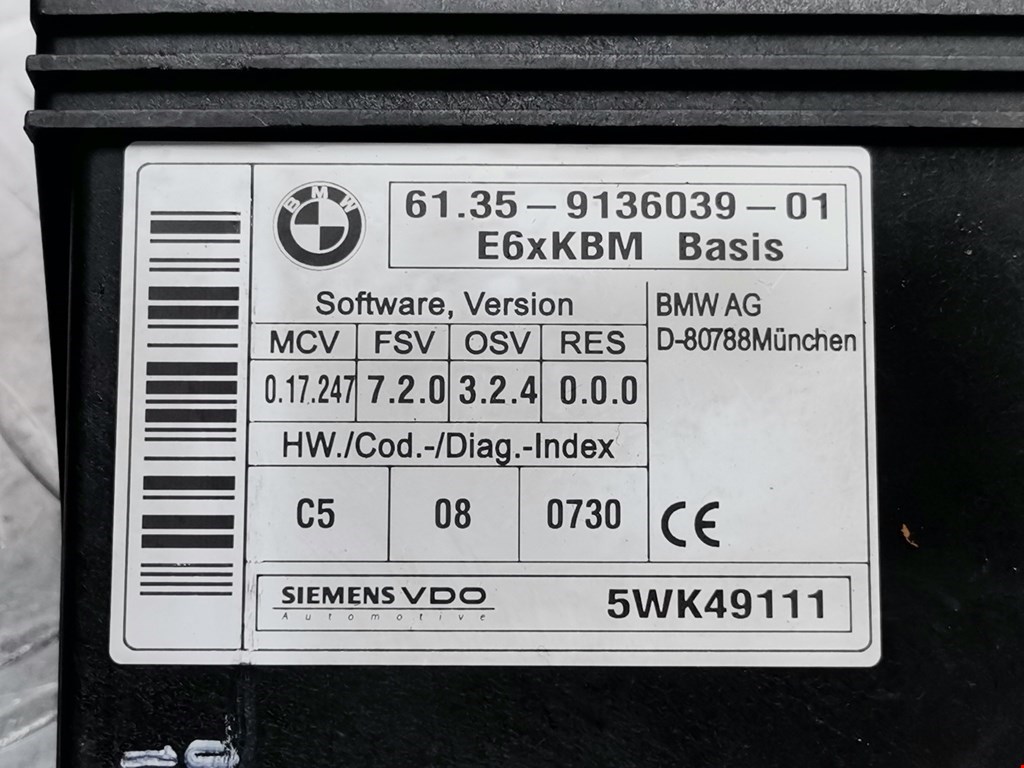 BMW
61.35 – 9136039 – 01
E6xKBM Basis
Software, Version
MCV FSV OSV RES
0.17.247 7.2.0 3.2.4 0.0.0
HW./Cod.-/Diag.-Index
C5 08 0730
BMW AG
D-80788München
CE
SIEMENS VDO
Automotive
5WK49111